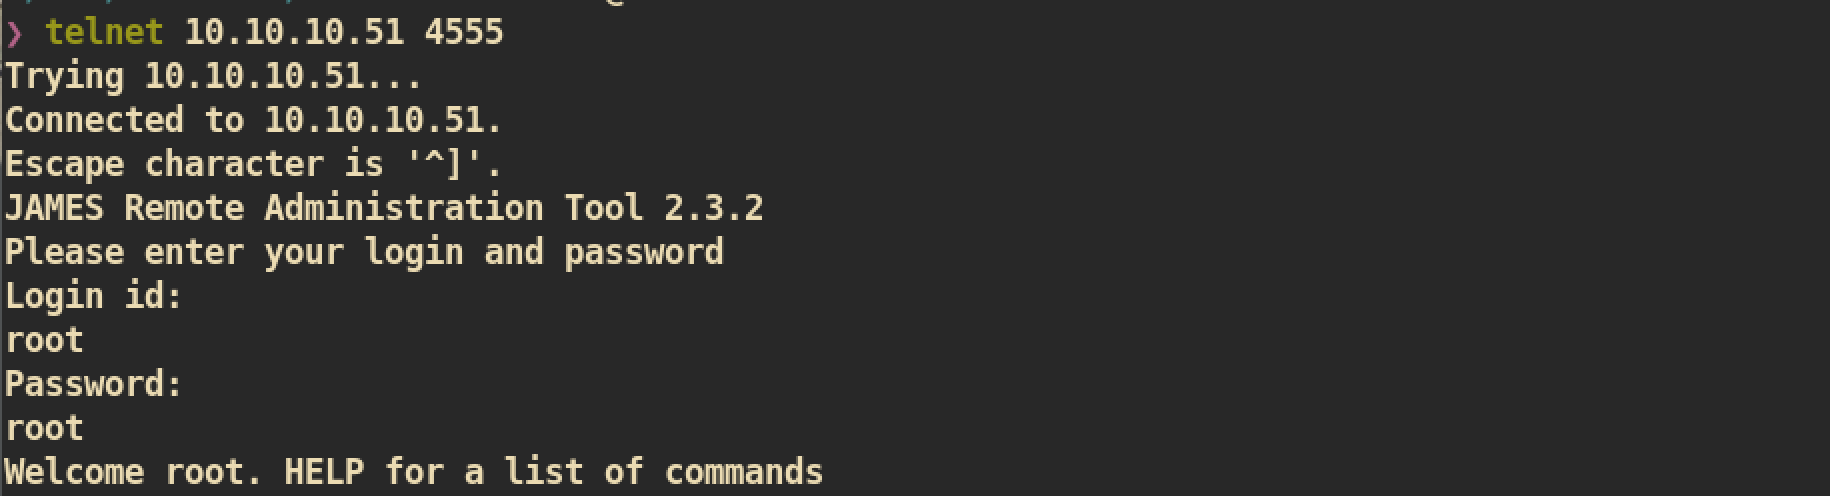 ❯ telnet 10.10.10.51 4555
Trying 10.10.10.51...
Connected to 10.10.10.51.
Escape character is '^]'.
JAMES Remote Administration Tool 2.3.2
Please enter your login and password
Login id:
root
Password:
root
Welcome root. HELP for a list of commands